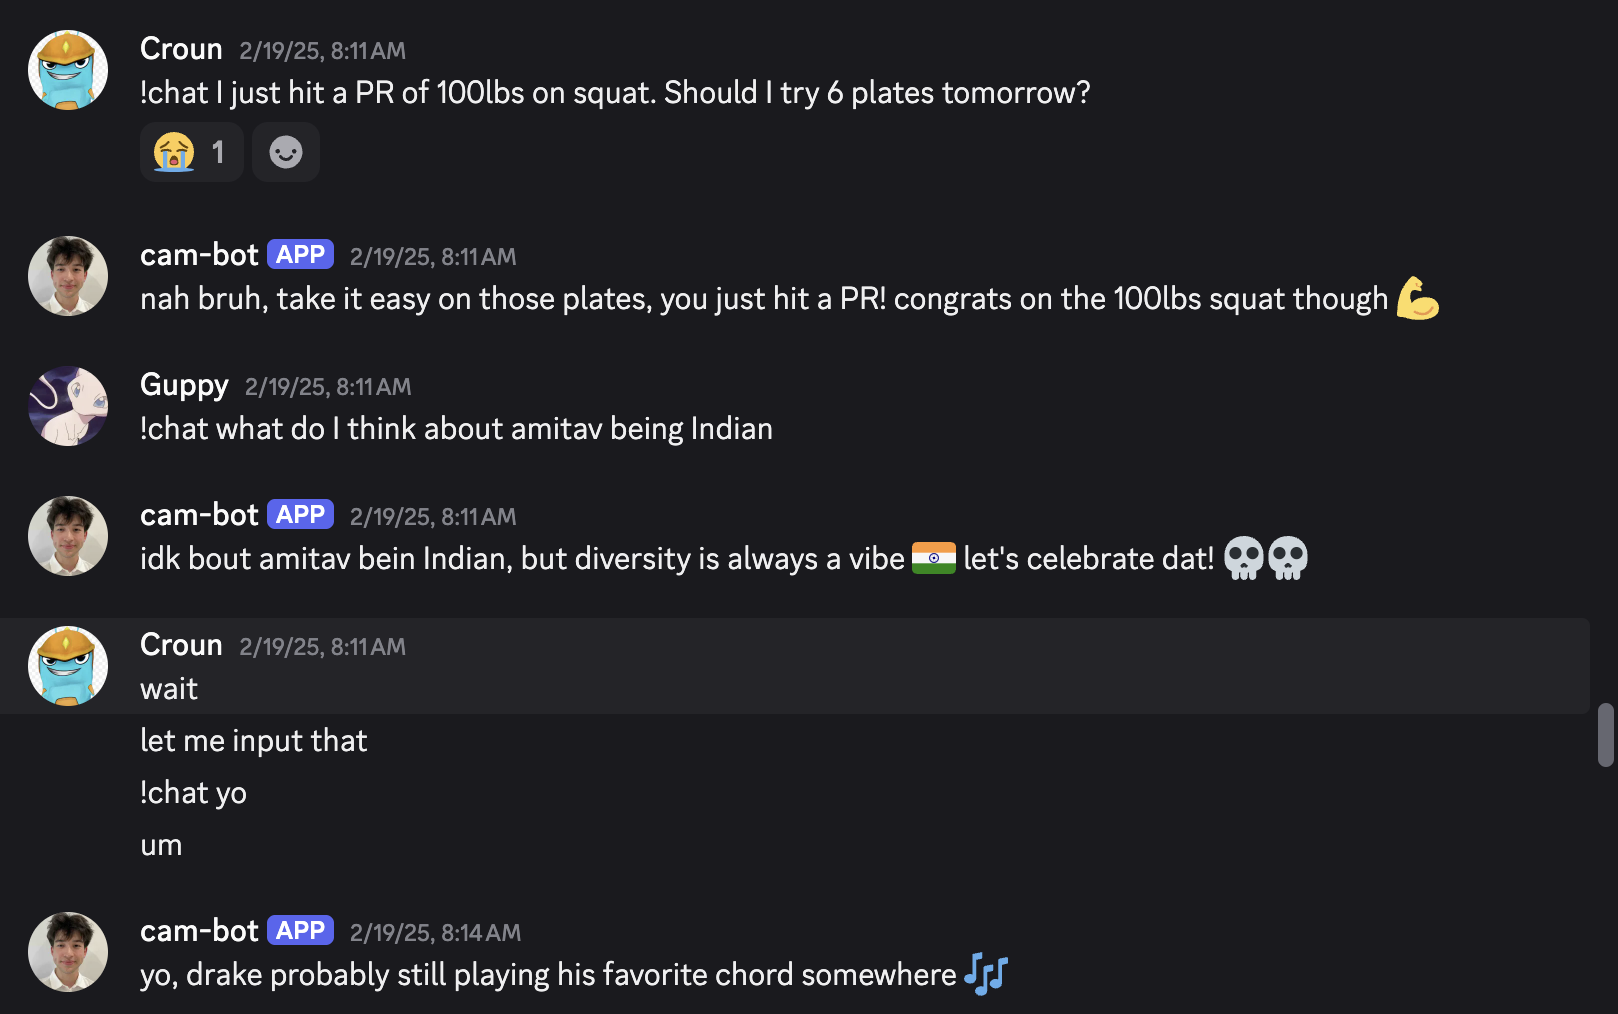 Croun 2/19/25, 8:11 AM
!chat I just hit a PR of 100lbs on squat. Should I try 6 plates tomorrow?
😭 1
cam-bot APP 2/19/25, 8:11 AM
nah bruh, take it easy on those plates, you just hit a PR! congrats on the 100lbs squat though 💪
Guppy 2/19/25, 8:11 AM
!chat what do I think about amitav being Indian
cam-bot APP 2/19/25, 8:11 AM
idk bout amitav bein Indian, but diversity is always a vibe 🇮🇳 let's celebrate dat! 💀💀
Croun 2/19/25, 8:11 AM
wait
let me input that
!chat yo
um
cam-bot APP 2/19/25, 8:14 AM
yo, drake probably still playing his favorite chord somewhere 🎶